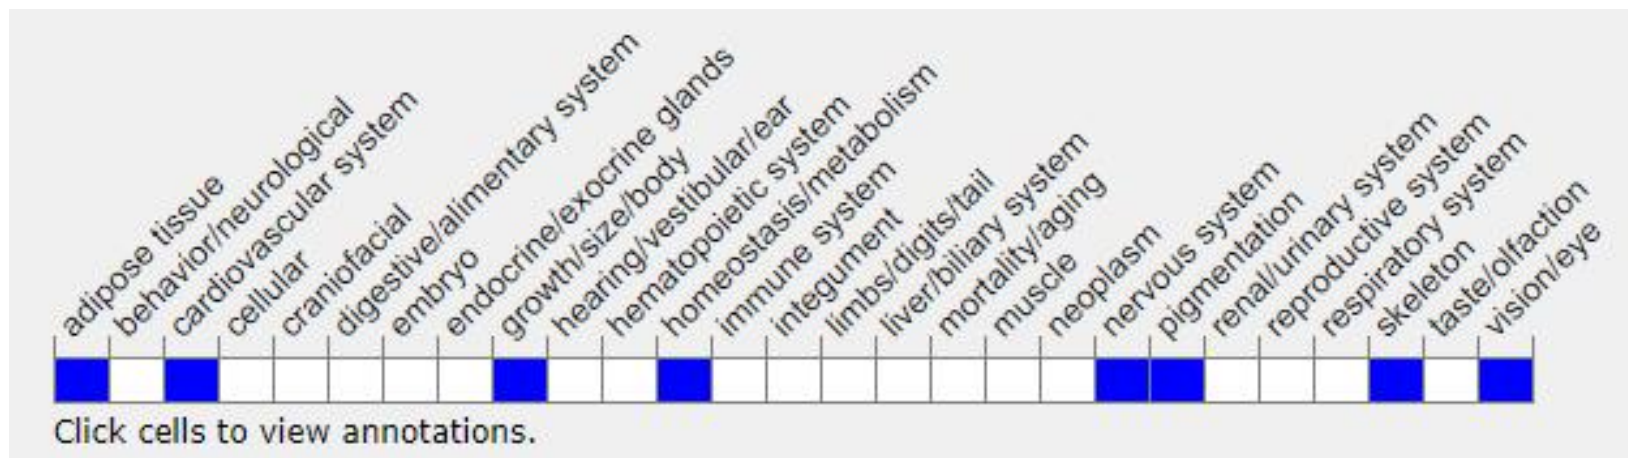 adipose tissue
behavior/neurological
cardiovascular system
cellular
craniofacial
digestive/alimentary system
embryo
endocrine/exocrine glands
growth/size/body
hearing/vestibular/ear
hematopoietic system
homeostasis/metabolism
immune system
integument
limbs/digits/tail
liver/biliary system
mortality/aging
muscle
neoplasm
nervous system
pigmentation
renal/urinary system
reproductive system
respiratory system
skeleton
taste/olfaction
vision/eye
Click cells to view annotations.